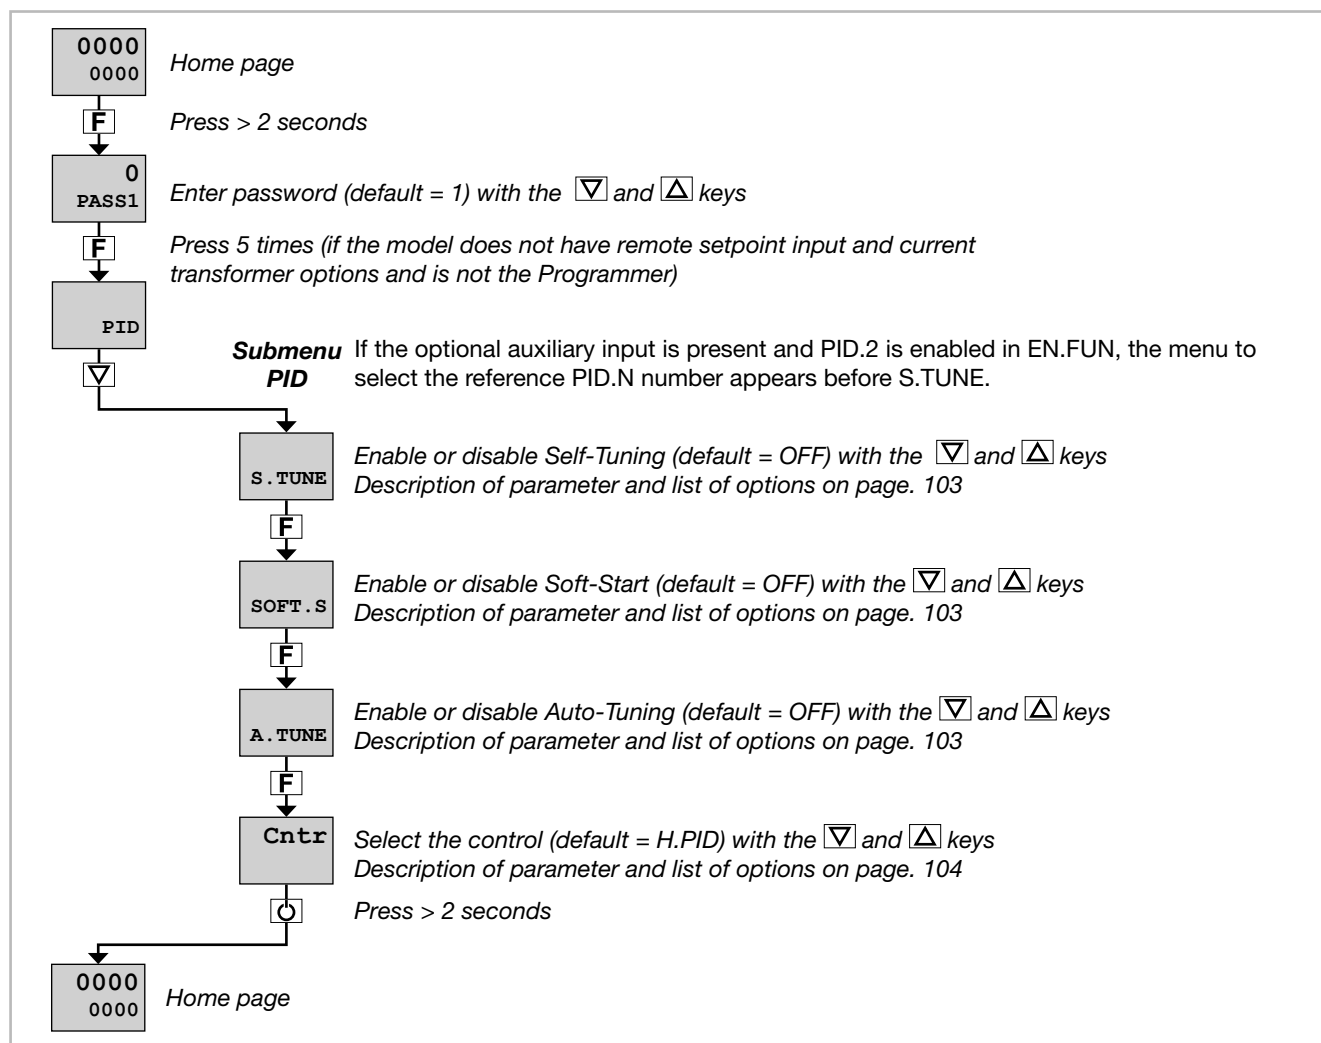 0000
0000
Home page
F
Press > 2 seconds
0
PASS1
Enter password (default = 1) with the and keys
F
Press 5 times (if the model does not have remote setpoint input and current
transformer options and is not the Programmer)
PID
Submenu PID
If the optional auxiliary input is present and PID.2 is enabled in EN.FUN, the menu to
select the reference PID.N number appears before S.TUNE.
S.TUNE
Enable or disable Self-Tuning (default = OFF) with the and keys
Description of parameter and list of options on page. 103
F
SOFT.S
Enable or disable Soft-Start (default = OFF) with the and keys
Description of parameter and list of options on page. 103
F
A.TUNE
Enable or disable Auto-Tuning (default = OFF) with the and keys
Description of parameter and list of options on page. 103
F
Cntr
Select the control (default = H.PID) with the and keys
Description of parameter and list of options on page. 104
Press > 2 seconds
0000
0000
Home page